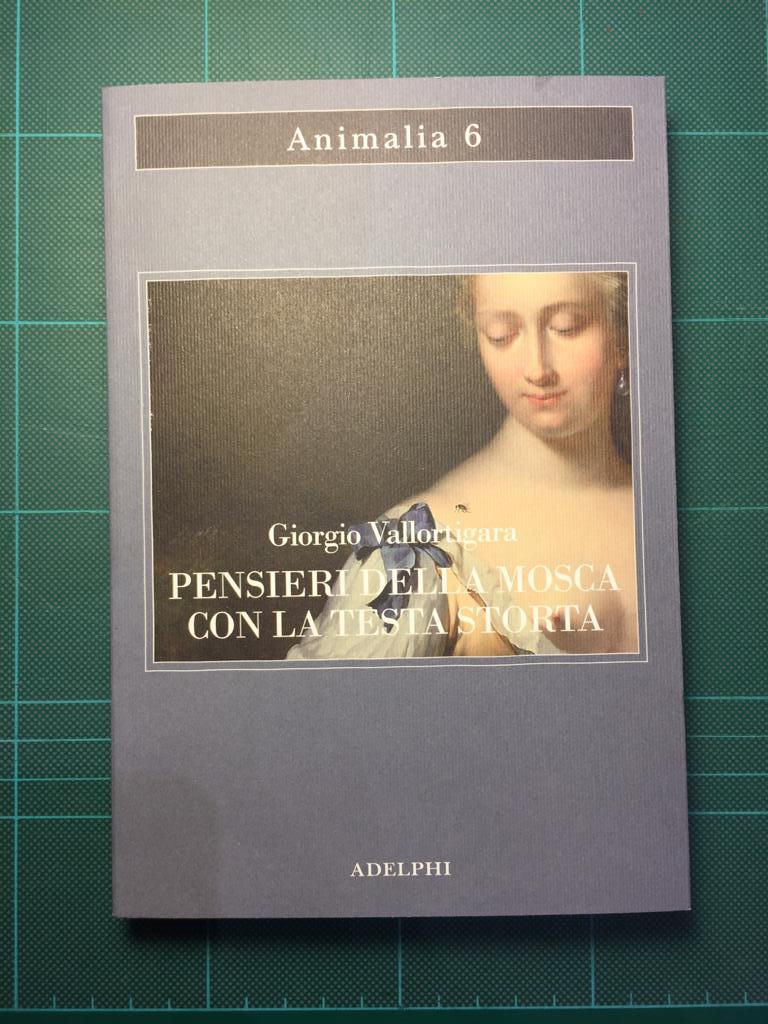 Animalia 6
Giorgio Vallortigara
PENSIERI DELLA MOSCA
CON LA TESTA STORTA
ADELPHI